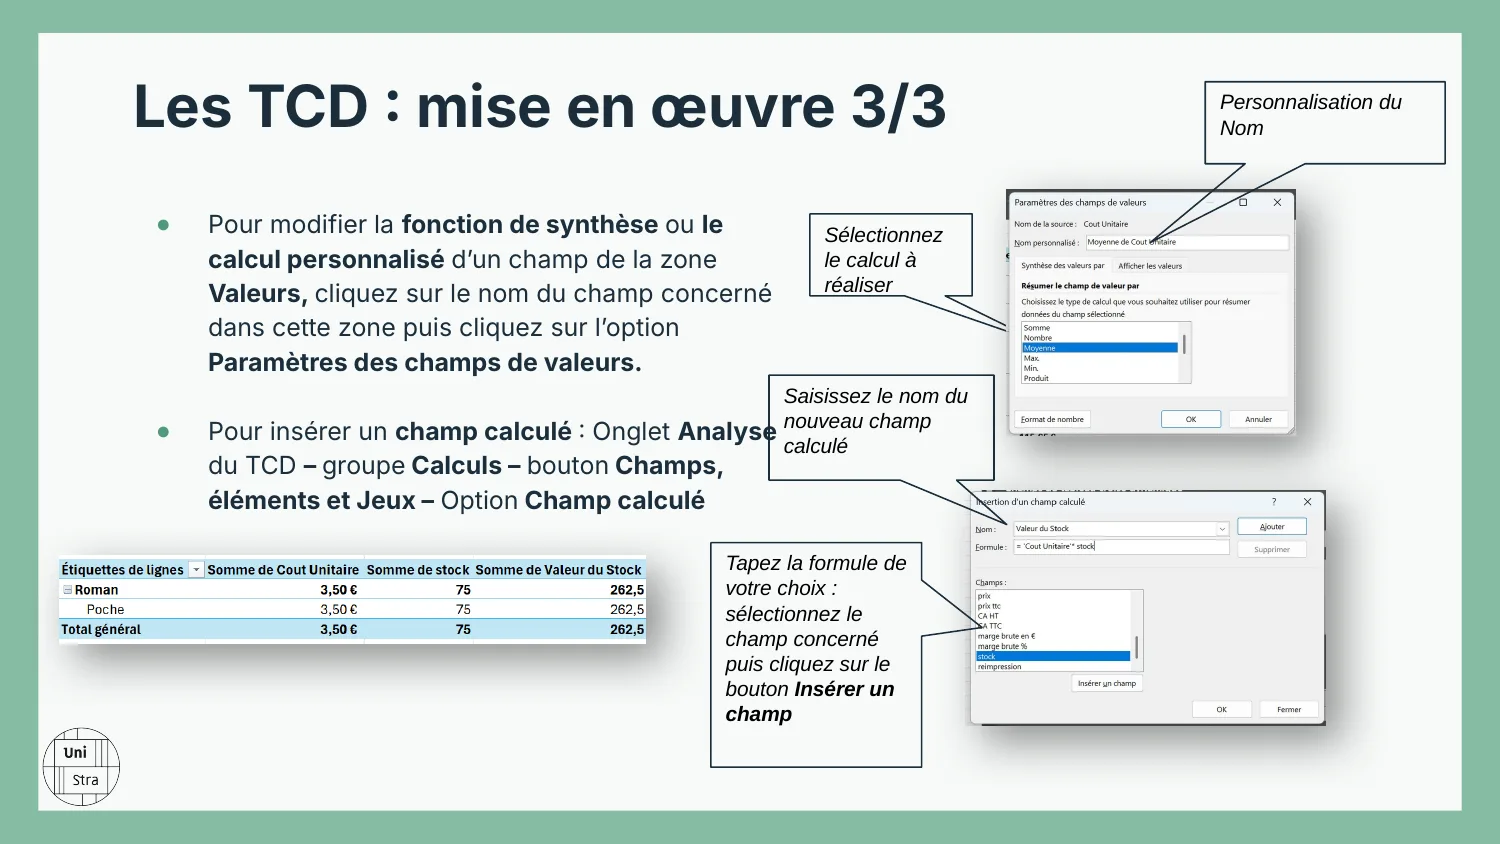 Les TCD : mise en œuvre 3/3
Personnalisation du
Nom
Pour modifier la fonction de synthèse ou le
calcul personnalisé d’un champ de la zone
Valeurs, cliquez sur le nom du champ concerné
dans cette zone puis cliquez sur l’option
Paramètres des champs de valeurs.
Pour insérer un champ calculé : Onglet Analyse
du TCD – groupe Calculs – bouton Champs,
éléments et Jeux – Option Champ calculé
Sélectionnez
le calcul à
réaliser
Paramètres des champs de valeurs
Nom de la source : Cout Unitaire
Nom personnalisé : Moyenne de Cout Unitaire
Synthèse des valeurs par Afficher les valeurs
Résumer le champ de valeur par
Choisissez le type de calcul que vous souhaitez utiliser pour résumer
données du champ sélectionné
Somme
Nombre
Moyenne
Max.
Min.
Produit
Format de nombre OK Annuler
Saisissez le nom du
nouveau champ
calculé
Insertion d'un champ calculé ?
Nom : Valeur du Stock Ajouter
Formule : = 'Cout Unitaire'* stock Supprimer
Champs :
prix
prix ttc
CA HT
CA TTC
marge brute en €
marge brute %
stock
reimpression
Insérer un champ
OK Fermer
Tapez la formule de
votre choix :
sélectionnez le
champ concerné
puis cliquez sur le
bouton Insérer un
champ
Étiquettes de lignes Somme de Cout Unitaire Somme de stock Somme de Valeur du Stock
Roman 3,50 € 75 262,5
Poche 3,50 € 75 262,5
Total général 3,50 € 75 262,5
Uni
Stra